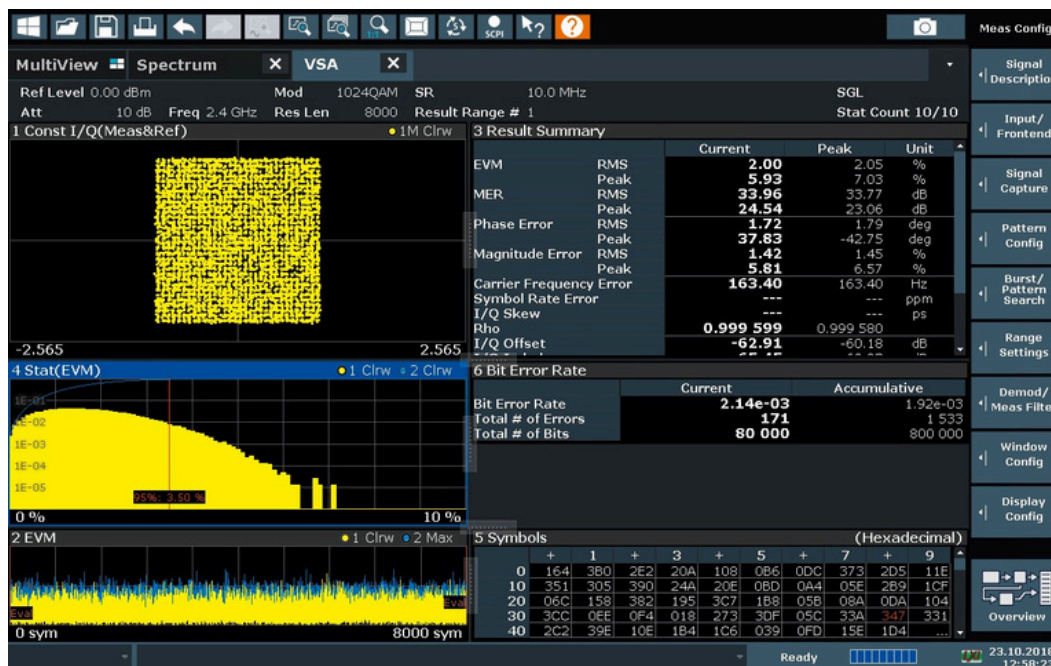 1:1
SCPI
?
?
Meas Config
MultiView Spectrum X VSA X
Ref Level 0.00 dBm Mod 1024QAM SR 10.0 MHz SGL
Att 10 dB Freq 2.4 GHz Res Len 8000 Result Range # 1 Stat Count 10/10
1 Const I/Q(Meas&Ref) 1M Clrw
-2.565 2.565
3 Result Summary
Current Peak Unit
EVM RMS 2.00 2.05 %
Peak 5.93 7.03 %
MER RMS 33.96 33.77 dB
Peak 24.54 23.06 dB
Phase Error RMS 1.72 1.79 deg
Peak 37.83 -42.75 deg
Magnitude Error RMS 1.42 1.45 %
Peak 5.81 6.57 %
Carrier Frequency Error 163.40 163.40 Hz
Symbol Rate Error --- --- ppm
I/Q Skew --- --- ps
Rho 0.999 599 0.999 580
I/Q Offset -62.91 -60.18 dB
4 Stat(EVM) 1 Clrw 2 Clrw
1E-01
1E-02
1E-03
1E-04
1E-05
95%: 3.50 %
0 % 10 %
6 Bit Error Rate
Current Accumulative
Bit Error Rate 2.14e-03 1.92e-03
Total # of Errors 171 1 533
Total # of Bits 80 000 800 000
2 EVM 1 Clrw 2 Max
Eval Eval
0 sym 8000 sym
5 Symbols (Hexadecimal)
+ 1 + 3 + 5 + 7 + 9
0 164 3B0 2E2 20A 108 0B6 0DC 373 2D5 11E
10 351 305 390 24A 20E 0BD 0A4 05E 2B9 1CF
20 06C 158 382 195 3C7 1B8 05B 08A 0DA 104
30 3CC 0EE 0F4 018 273 3DF 05C 33A 347 331
40 2C2 39E 10E 1B4 1C6 039 0FD 15E 1D4 ...
Signal
Descriptio
Input/
Frontend
Signal
Capture
Pattern
Config
Burst/
Pattern
Search
Range
Settings
Demod/
Meas Filte
Window
Config
Display
Config
Overview
Ready 23.10.2018
12:58:2